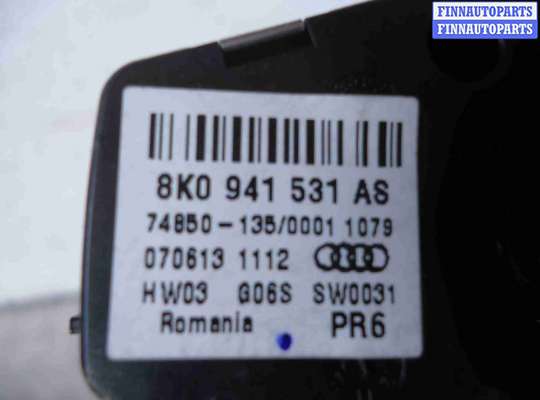 FINNAUTOPARTS
FINNAUTOPARTS
8K0 941 531 AS
74850-135/0001 1079
070613 1112
HW03 G06S SW0031
Romania PR6